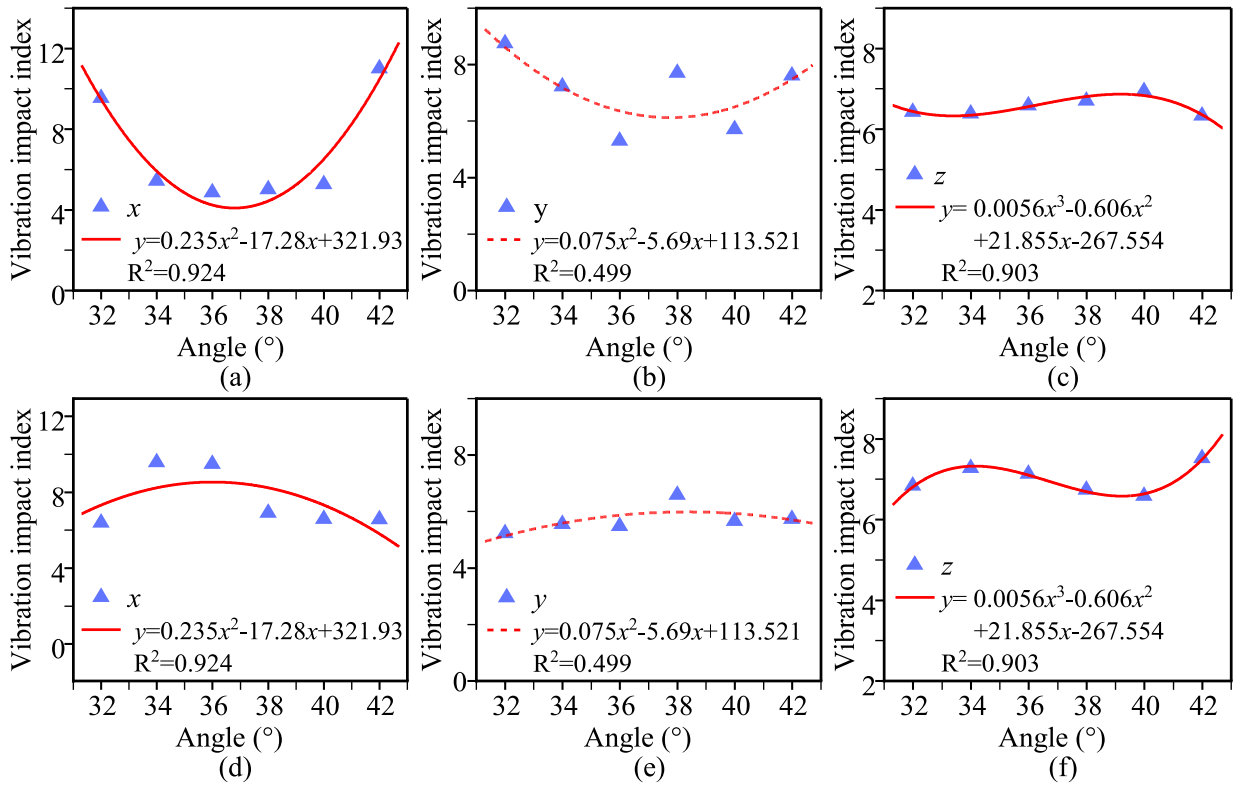 Vibration impact index
12
8
4
0
x
y=0.235x²-17.28x+321.93
R²=0.924
32 34 36 38 40 42
Angle (°)
(a)
Vibration impact index
8
4
0
y
y=0.075x²-5.69x+113.521
R²=0.499
32 34 36 38 40 42
Angle (°)
(b)
Vibration impact index
8
6
4
2
z
y= 0.0056x³-0.606x²
+21.855x-267.554
R²=0.903
32 34 36 38 40 42
Angle (°)
(c)
Vibration impact index
12
8
4
0
x
y=0.235x²-17.28x+321.93
R²=0.924
32 34 36 38 40 42
Angle (°)
(d)
Vibration impact index
8
4
0
y
y=0.075x²-5.69x+113.521
R²=0.499
32 34 36 38 40 42
Angle (°)
(e)
Vibration impact index
8
6
4
2
z
y= 0.0056x³-0.606x²
+21.855x-267.554
R²=0.903
32 34 36 38 40 42
Angle (°)
(f)